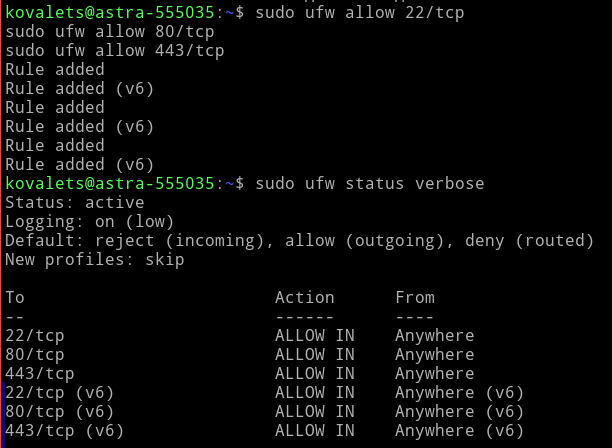 kovalets@astra-555035:~$ sudo ufw allow 22/tcp
sudo ufw allow 80/tcp
sudo ufw allow 443/tcp
Rule added
Rule added (v6)
Rule added
Rule added (v6)
Rule added
Rule added (v6)
kovalets@astra-555035:~$ sudo ufw status verbose
Status: active
Logging: on (low)
Default: reject (incoming), allow (outgoing), deny (routed)
New profiles: skip

To                         Action      From
--                         ------      ----
22/tcp                     ALLOW IN    Anywhere
80/tcp                     ALLOW IN    Anywhere
443/tcp                    ALLOW IN    Anywhere
22/tcp (v6)                ALLOW IN    Anywhere (v6)
80/tcp (v6)                ALLOW IN    Anywhere (v6)
443/tcp (v6)               ALLOW IN    Anywhere (v6)